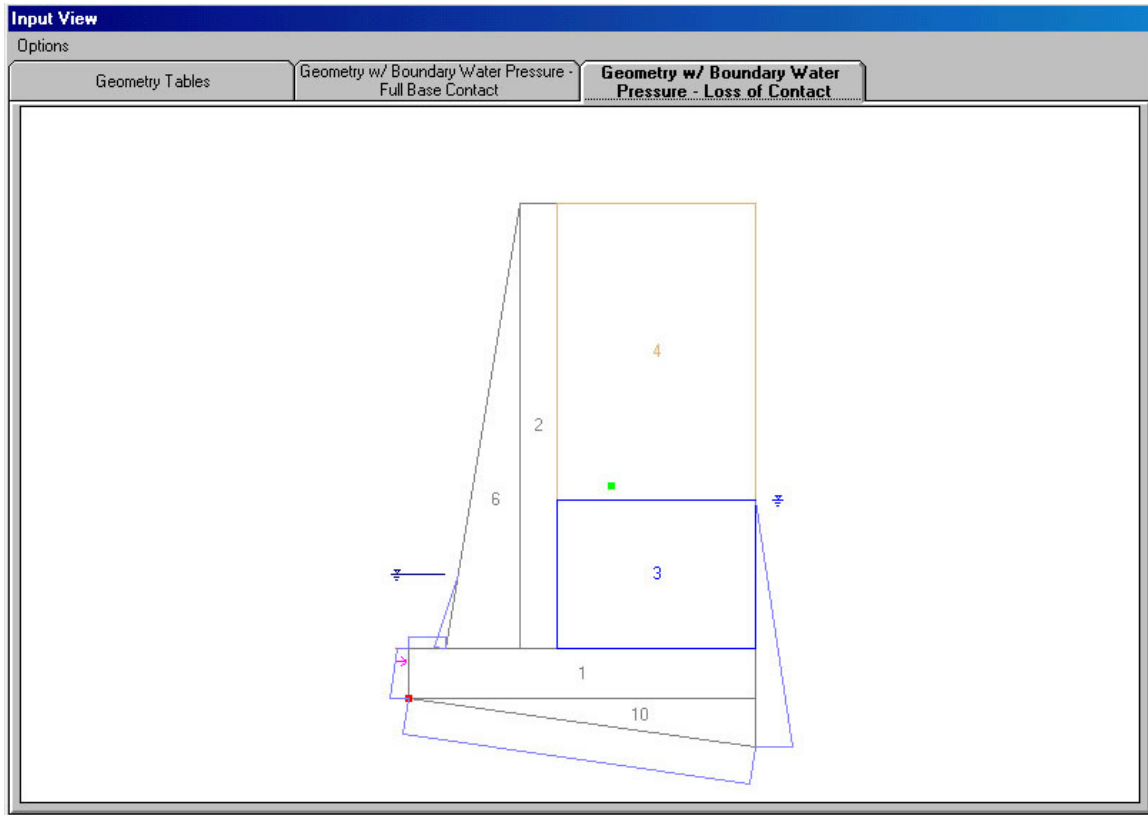 Input View
Options
Geometry Tables
Geometry w/ Boundary Water Pressure -
Full Base Contact
Geometry w/ Boundary Water
Pressure - Loss of Contact
4
2
6
3
1
10